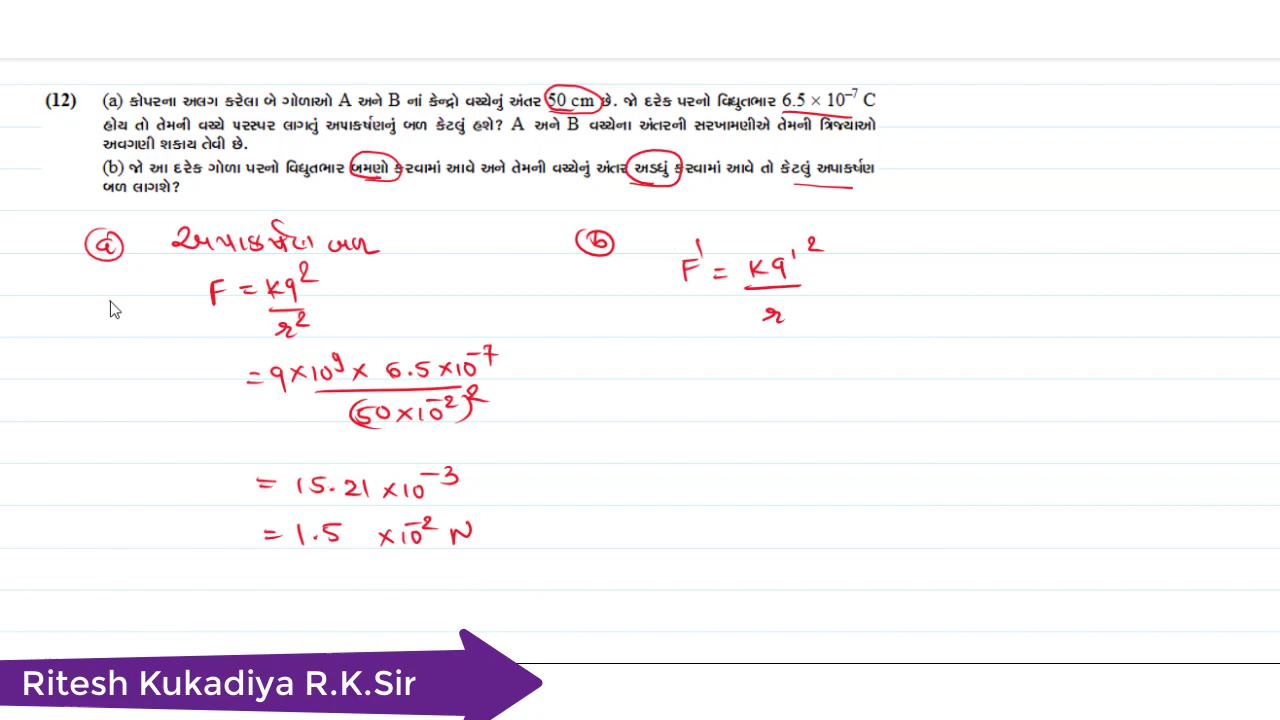 (12) (a) કોપરના અલગ કરેલા બે ગોળાઓ A અને B નાં કેન્દ્રો વચ્ચેનું અંતર 50 cm છે. જો દરેક પરનો વિદ્યુતભાર 6.5 × 10⁻⁷ C
હોય તો તેમની વચ્ચે પરસ્પર લાગતું અપાકર્ષણનું બળ કેટલું હશે? A અને B વચ્ચેના અંતરની સરખામણીએ તેમની ત્રિજ્યાઓ
અવગણી શકાય તેવી છે.
(b) જો આ દરેક ગોળા પરનો વિદ્યુતભાર બમણો કરવામાં આવે અને તેમની વચ્ચેનું અંતર અડધું કરવામાં આવે તો કેટલું અપાકર્ષણ
બળ લાગશે?
(a) અપાકર્ષણ બળ
F = kq² / r²
= 9×10⁹ × 6.5×10⁻⁷ / (50×10⁻²)²
= 15.21 ×10⁻³
= 1.5 ×10⁻² N
(b) F' = kq'² / r
Ritesh Kukadiya R.K.Sir